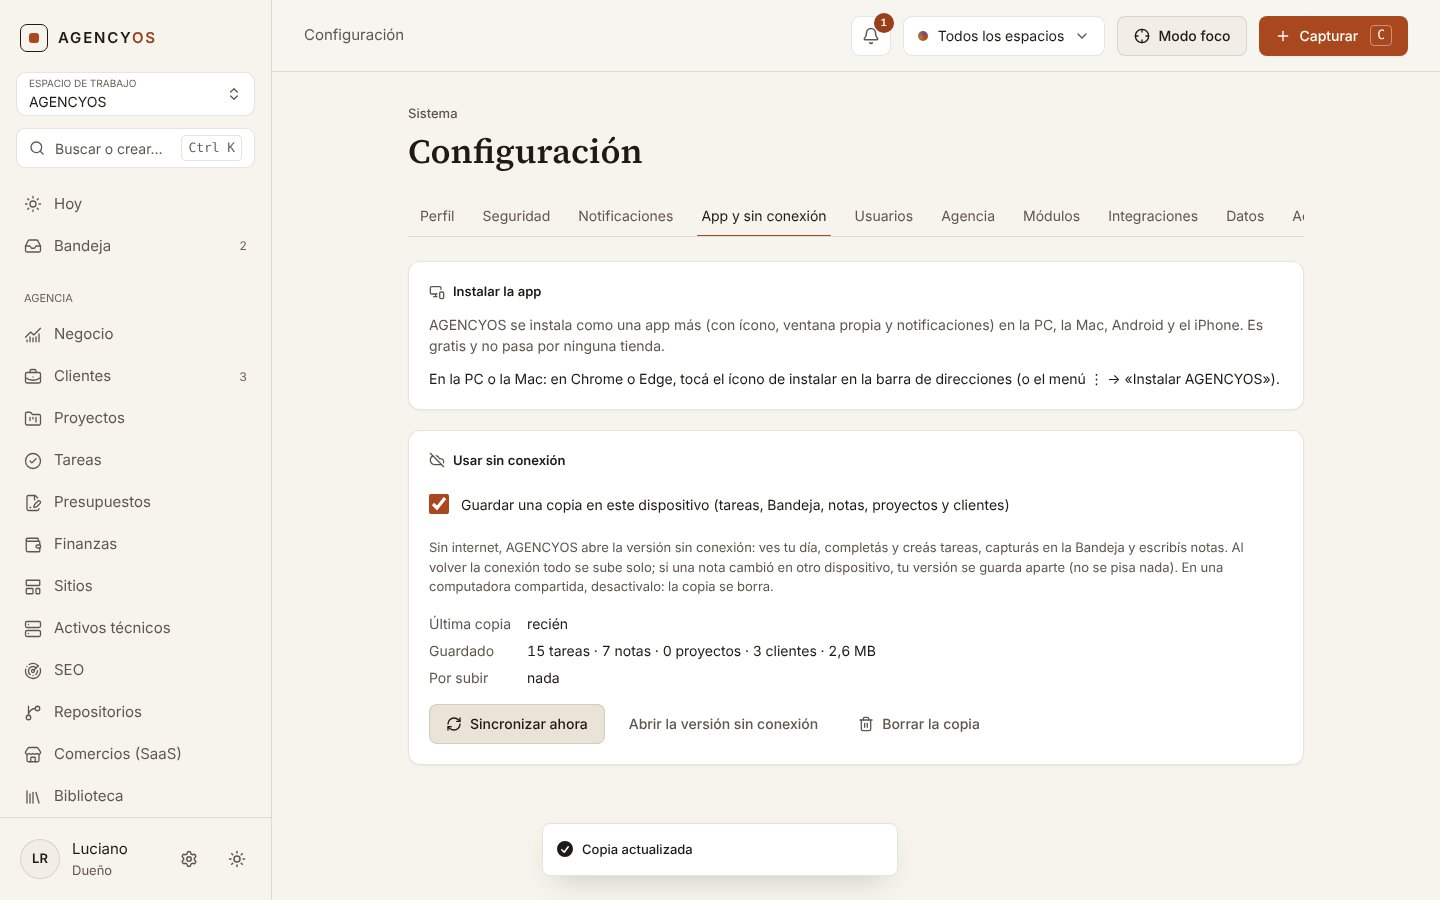 AGENCYOS
ESPACIO DE TRABAJO
AGENCYOS
Buscar o crear... Ctrl K
Hoy
Bandeja 2
AGENCIA
Negocio
Clientes 3
Proyectos
Tareas
Presupuestos
Finanzas
Sitios
Activos técnicos
SEO
Repositorios
Comercios (SaaS)
Biblioteca
LR
Luciano
Dueño
Configuración
1
Todos los espacios
Modo foco
Capturar C
Sistema
Configuración
Perfil Seguridad Notificaciones App y sin conexión Usuarios Agencia Módulos Integraciones Datos
Instalar la app
AGENCYOS se instala como una app más (con ícono, ventana propia y notificaciones) en la PC, la Mac, Android y el iPhone. Es
gratis y no pasa por ninguna tienda.
En la PC o la Mac: en Chrome o Edge, tocá el ícono de instalar en la barra de direcciones (o el menú ⋮ → «Instalar AGENCYOS»).
Usar sin conexión
Guardar una copia en este dispositivo (tareas, Bandeja, notas, proyectos y clientes)
Sin internet, AGENCYOS abre la versión sin conexión: ves tu día, completás y creás tareas, capturás en la Bandeja y escribís notas. Al
volver la conexión todo se sube solo; si una nota cambió en otro dispositivo, tu versión se guarda aparte (no se pisa nada). En una
computadora compartida, desactivalo: la copia se borra.
Última copia recién
Guardado 15 tareas · 7 notas · 0 proyectos · 3 clientes · 2,6 MB
Por subir nada
Sincronizar ahora Abrir la versión sin conexión Borrar la copia
Copia actualizada